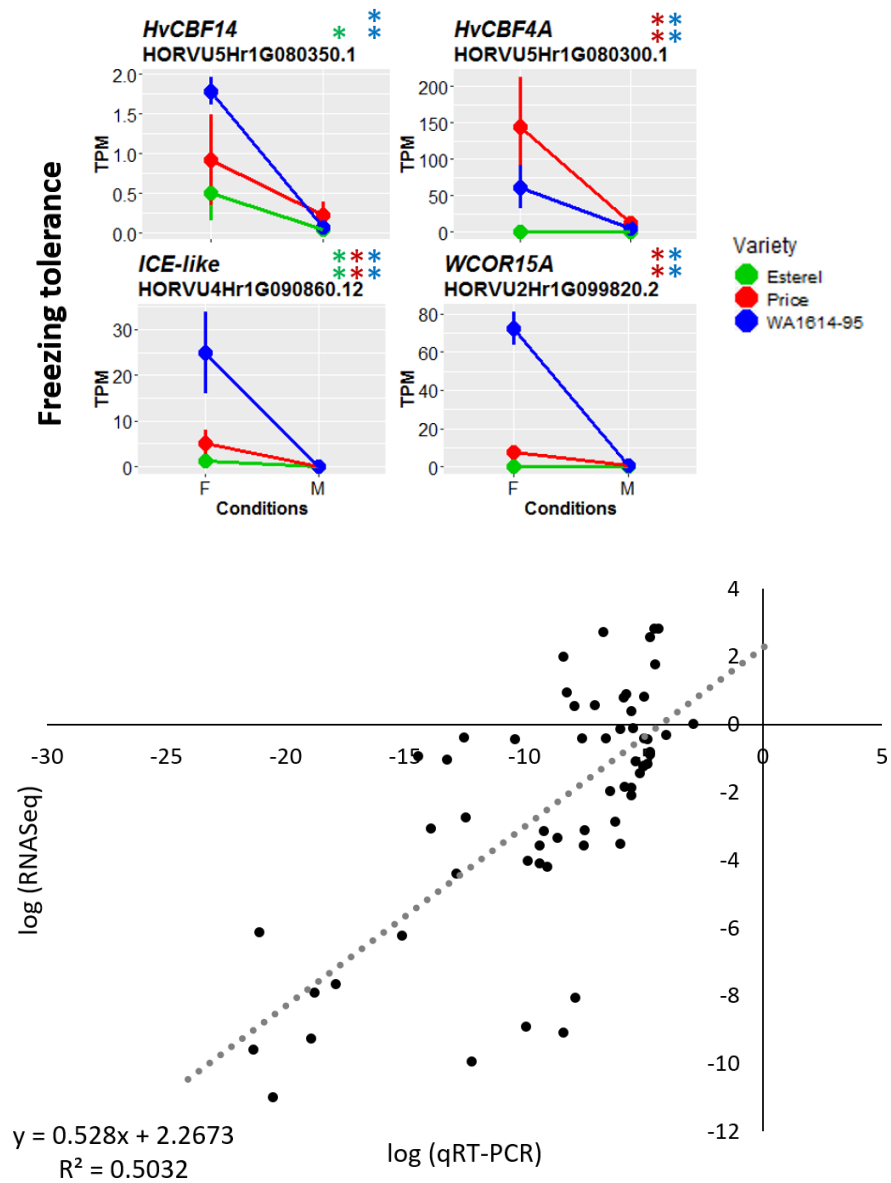 HvCBF14
HORVU5Hr1G080350.1
* * * *
HvCBF4A
HORVU5Hr1G080300.1
* * * *
2.0
1.5
1.0
0.5
0.0
TPM
200
150
100
50
0
TPM
Freezing tolerance
ICE-like
HORVU4Hr1G090860.12
* * *
* * *
WCOR15A
HORVU2Hr1G099820.2
* *
* *
30
20
10
0
TPM
F M
Conditions
80
60
40
20
0
TPM
F M
Conditions
Variety
Esterel
Price
WA1614-95
4
2
0
-2
-4
-6
-8
-10
-12
-30 -25 -20 -15 -10 0 5
log (RNASeq)
y = 0.528x + 2.2673
R² = 0.5032
log (qRT-PCR)